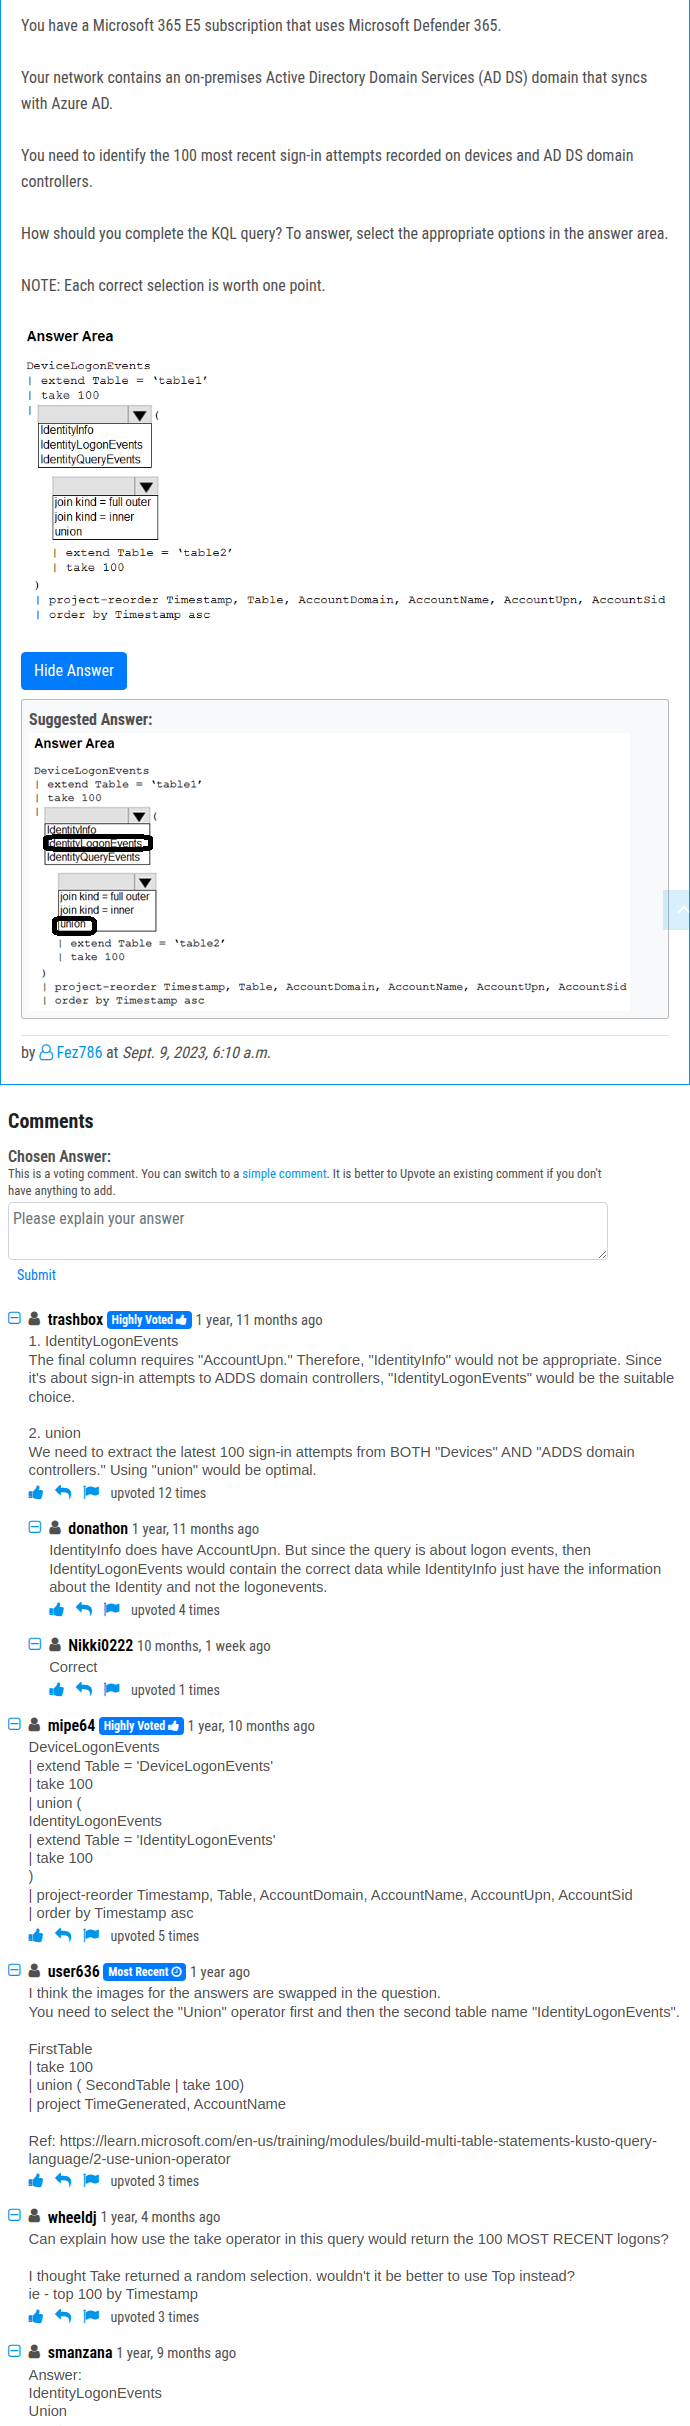 You have a Microsoft 365 E5 subscription that uses Microsoft Defender 365.
Your network contains an on-premises Active Directory Domain Services (AD DS) domain that syncs
with Azure AD.
You need to identify the 100 most recent sign-in attempts recorded on devices and AD DS domain
controllers.
How should you complete the KQL query? To answer, select the appropriate options in the answer area.
NOTE: Each correct selection is worth one point.
Answer Area
DeviceLogonEvents
| extend Table = ‘table1’
| take 100
| (
IdentityInfo
IdentityLogonEvents
IdentityQueryEvents
join kind = full outer
join kind = inner
union
| extend Table = ‘table2’
| take 100
)
| project-reorder Timestamp, Table, AccountDomain, AccountName, AccountUpn, AccountSid
| order by Timestamp asc
Hide Answer
Suggested Answer:
Answer Area
DeviceLogonEvents
| extend Table = ‘table1’
| take 100
| (
IdentityInfo
IdentityLogonEvents
IdentityQueryEvents
join kind = full outer
join kind = inner
union
| extend Table = ‘table2’
| take 100
)
| project-reorder Timestamp, Table, AccountDomain, AccountName, AccountUpn, AccountSid
| order by Timestamp asc
by Fez786 at Sept. 9, 2023, 6:10 a.m.
Comments
Chosen Answer:
This is a voting comment. You can switch to a simple comment. It is better to Upvote an existing comment if you don't
have anything to add.
Please explain your answer
Submit
trashbox Highly Voted 1 year, 11 months ago
1. IdentityLogonEvents
The final column requires "AccountUpn." Therefore, "IdentityInfo" would not be appropriate. Since
it's about sign-in attempts to ADDS domain controllers, "IdentityLogonEvents" would be the suitable
choice.
2. union
We need to extract the latest 100 sign-in attempts from BOTH "Devices" AND "ADDS domain
controllers." Using "union" would be optimal.
upvoted 12 times
donathon 1 year, 11 months ago
IdentityInfo does have AccountUpn. But since the query is about logon events, then
IdentityLogonEvents would contain the correct data while IdentityInfo just have the information
about the Identity and not the logonevents.
upvoted 4 times
Nikki0222 10 months, 1 week ago
Correct
upvoted 1 times
mipe64 Highly Voted 1 year, 10 months ago
DeviceLogonEvents
| extend Table = 'DeviceLogonEvents'
| take 100
| union (
IdentityLogonEvents
| extend Table = 'IdentityLogonEvents'
| take 100
)
| project-reorder Timestamp, Table, AccountDomain, AccountName, AccountUpn, AccountSid
| order by Timestamp asc
upvoted 5 times
user636 Most Recent 1 year ago
I think the images for the answers are swapped in the question.
You need to select the "Union" operator first and then the second table name "IdentityLogonEvents".
FirstTable
| take 100
| union ( SecondTable | take 100)
| project TimeGenerated, AccountName
Ref: https://learn.microsoft.com/en-us/training/modules/build-multi-table-statements-kusto-query-
language/2-use-union-operator
upvoted 3 times
wheeldj 1 year, 4 months ago
Can explain how use the take operator in this query would return the 100 MOST RECENT logons?
I thought Take returned a random selection. wouldn't it be better to use Top instead?
ie - top 100 by Timestamp
upvoted 3 times
smanzana 1 year, 9 months ago
Answer:
IdentityLogonEvents
Union